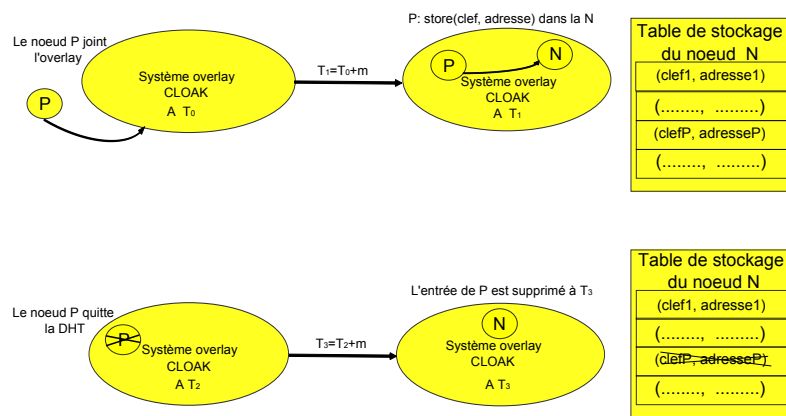 Le noeud P joint
l'overlay
P
Système overlay
CLOAK
A T0
T1=T0+m
P: store(clef, adresse) dans la N
P
N
Système overlay
CLOAK
A T1
Table de stockage
du noeud N
(clef1, adresse1)
(........, .........)
(clefP, adresseP)
(........, .........)
Le noeud P quitte
la DHT
P
Système overlay
CLOAK
A T2
T3=T2+m
L'entrée de P est supprimé à T3
N
Système overlay
CLOAK
A T3
Table de stockage
du noeud N
(clef1, adresse1)
(........, .........)
(clefP, adresseP)
(........, .........)